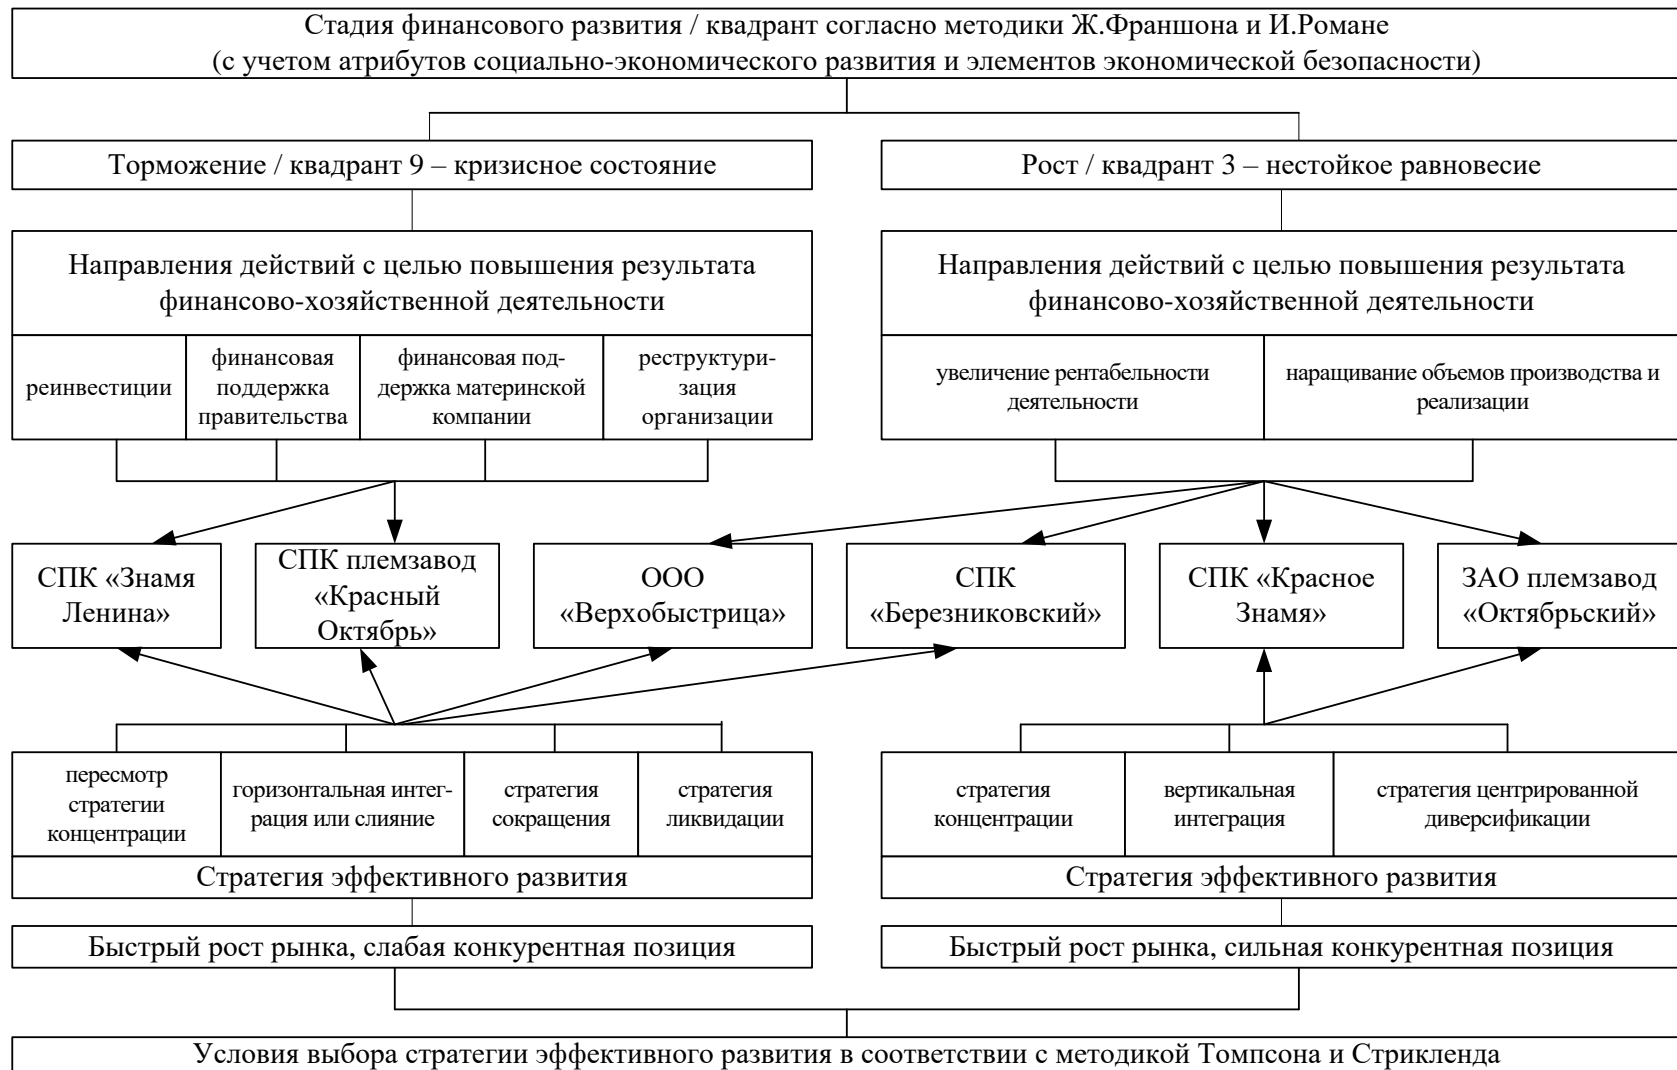 Стадия финансового развития / квадрант согласно методики Ж.Франшона и И.Романе
(с учетом атрибутов социально-экономического развития и элементов экономической безопасности)
Торможение / квадрант 9 – кризисное состояние
Рост / квадрант 3 – нестойкое равновесие
Направления действий с целью повышения результата
финансово-хозяйственной деятельности
Направления действий с целью повышения результата
финансово-хозяйственной деятельности
реинвестиции
финансовая
поддержка
правительства
финансовая под-
держка материнской
компании
реструктури-
зация
организации
увеличение рентабельности
деятельности
наращивание объемов производства и
реализации
СПК «Знамя
Ленина»
СПК племзавод
«Красный
Октябрь»
ООО
«Верхобыстрица»
СПК
«Березниковский»
СПК «Красное
Знамя»
ЗАО племзавод
«Октябрьский»
пересмотр
стратегии
концентрации
горизонтальная интег-
рация или слияние
стратегия
сокращения
стратегия
ликвидации
стратегия
концентрации
вертикальная
интеграция
стратегия центрированной
диверсификации
Стратегия эффективного развития
Стратегия эффективного развития
Быстрый рост рынка, слабая конкурентная позиция
Быстрый рост рынка, сильная конкурентная позиция
Условия выбора стратегии эффективного развития в соответствии с методикой Томпсона и Стрикленда